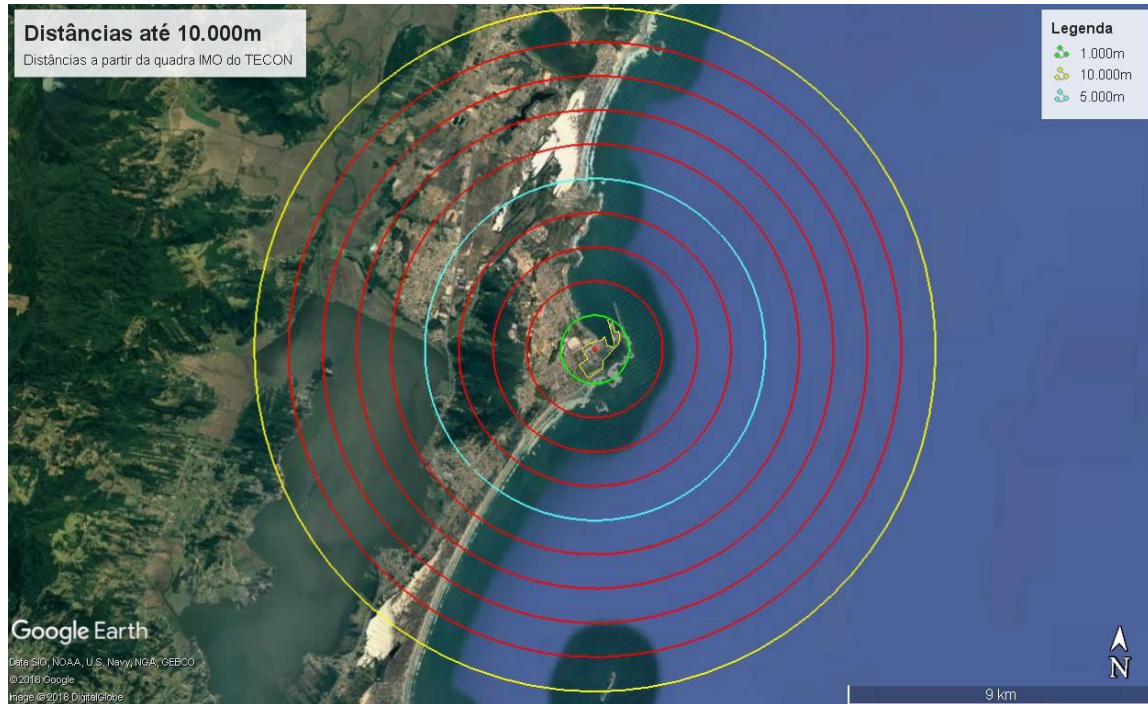 Distâncias até 10.000m
Distâncias a partir da quadra IMO do TECON
Legenda
1.000m
10.000m
5.000m
Google Earth
Data SIO, NOAA, U.S. Navy, NGA, GEBCO
© 2018 Google
Image © 2018 DigitalGlobe
N
9 km